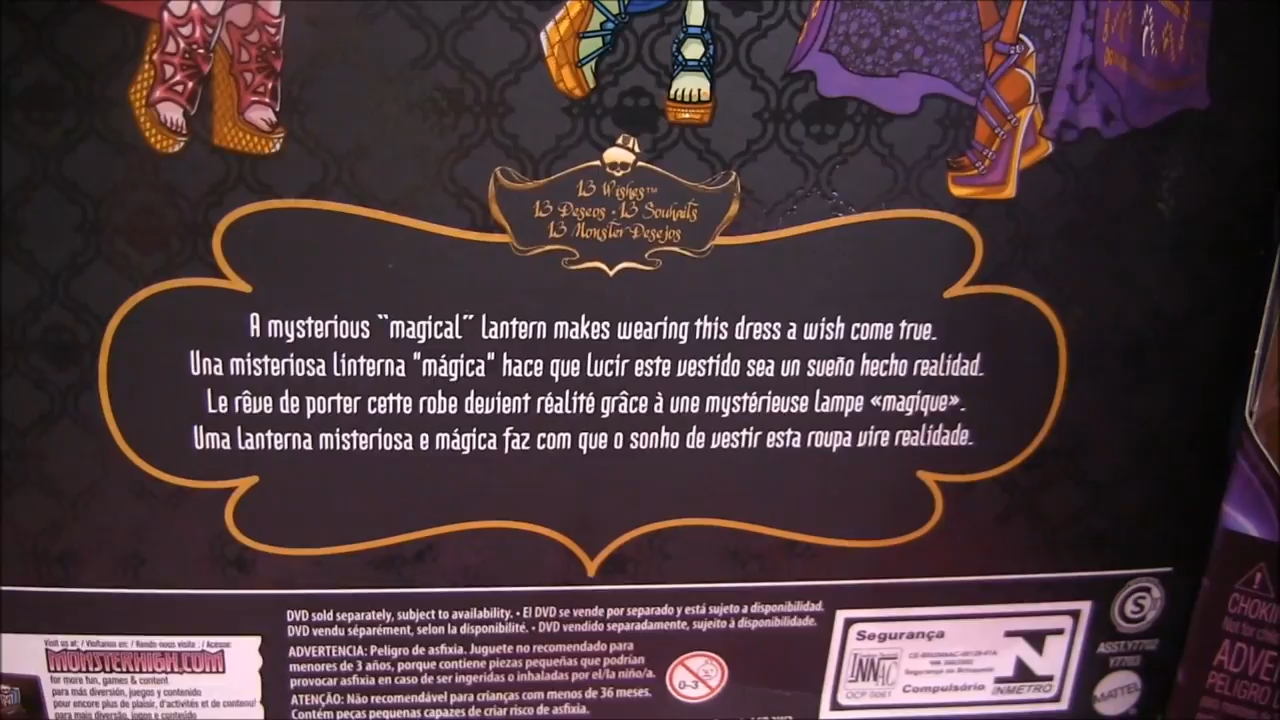 13 Wishes™
13 Deseos · 13 Souhaits
13 Monster Desejos
A mysterious “magical” lantern makes wearing this dress a wish come true.
Una misteriosa linterna "mágica" hace que lucir este vestido sea un sueño hecho realidad.
Le rêve de porter cette robe devient réalité grâce à une mystérieuse lampe «magique».
Uma lanterna misteriosa e mágica faz com que o sonho de vestir esta roupa vire realidade.
Visit us at: / Visítanos en: / Rends-nous visite : / Acesse:
MONSTERHIGH.COM
for more fun, games & content
para más diversión, juegos y contenido
pour encore plus de plaisir, d'activités et de contenu!
para mais diversão, jogos e conteúdo
DVD sold separately, subject to availability. • El DVD se vende por separado y está sujeto a disponibilidad.
DVD vendu séparément, selon la disponibilité. • DVD vendido separadamente, sujeito à disponibilidade.
ADVERTENCIA: Peligro de asfixia. Juguete no recomendado para
menores de 3 años, porque contiene piezas pequeñas que podrían
provocar asfixia en caso de ser ingeridas o inhaladas por el/la niño/a.
ATENÇÃO: Não recomendável para crianças com menos de 36 meses.
Contém peças pequenas capazes de criar risco de asfixia.
0-3
Segurança
INNAC
OCP 0061
Compulsório
INMETRO
S
ASST.Y7702
Y7703
MATTEL
CHOKIN
Not for chi
ADVE
PELIGRO